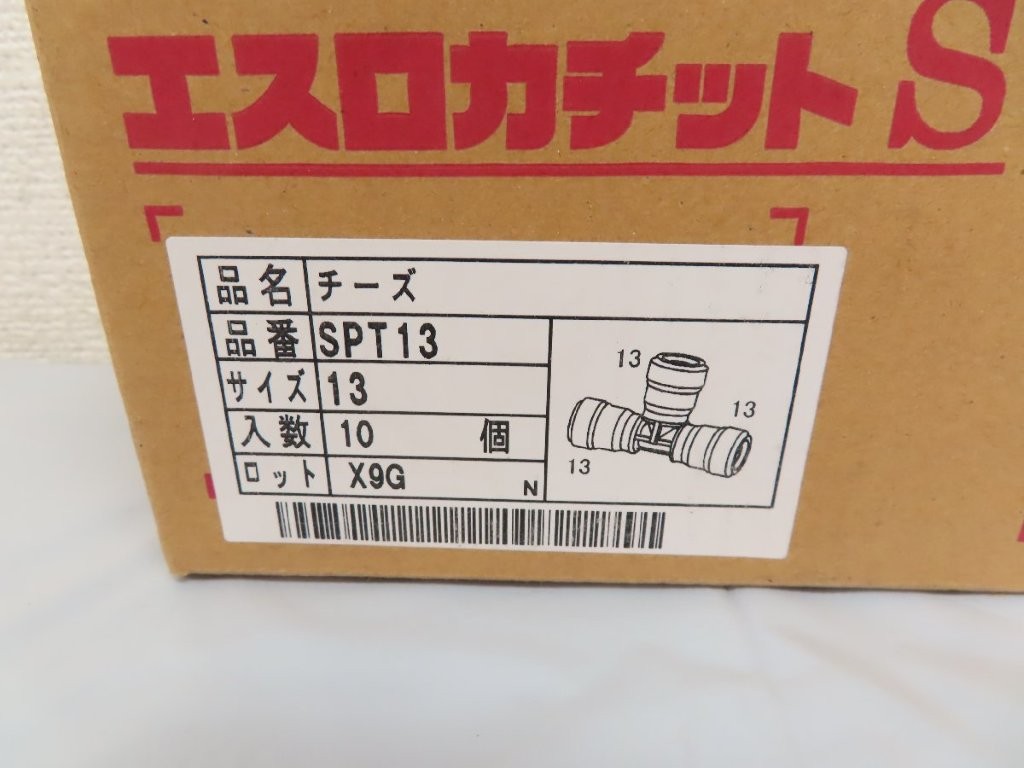 エスロカチットS
品名 チーズ
品番 SPT13
サイズ 13
入数 10 個
ロット X9G N
13
13
13